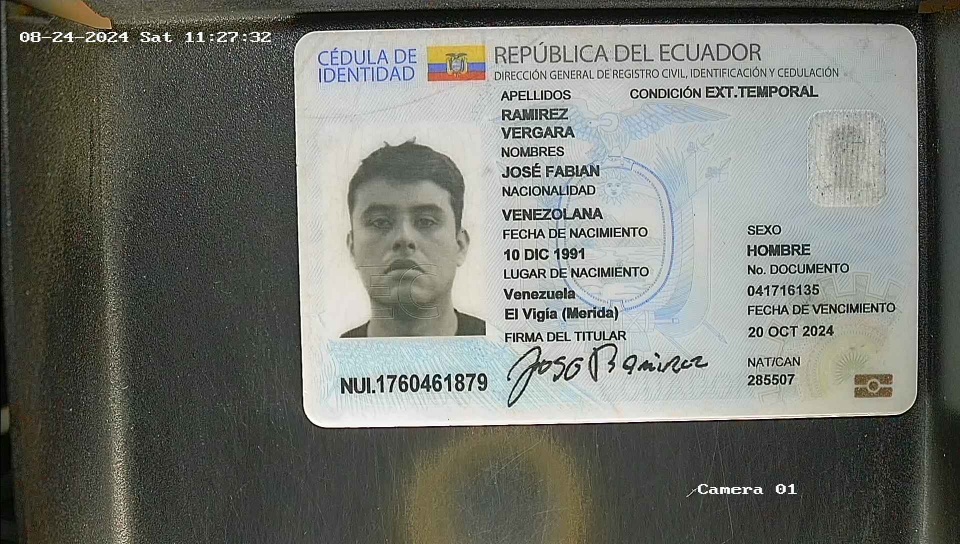 08-24-2024 Sat 11:27:32
CÉDULA DE
IDENTIDAD
REPÚBLICA DEL ECUADOR
DIRECCIÓN GENERAL DE REGISTRO CIVIL, IDENTIFICACIÓN Y CEDULACIÓN
APELLIDOS
CONDICIÓN EXT.TEMPORAL
RAMIREZ
VERGARA
NOMBRES
JOSÉ FABIAN
NACIONALIDAD
VENEZOLANA
FECHA DE NACIMIENTO
10 DIC 1991
LUGAR DE NACIMIENTO
Venezuela
El Vigía (Merida)
FIRMA DEL TITULAR
Jose Ramirez
SEXO
HOMBRE
No. DOCUMENTO
041716135
FECHA DE VENCIMIENTO
20 OCT 2024
NAT/CAN
285507
NUI.1760461879
Camera 01